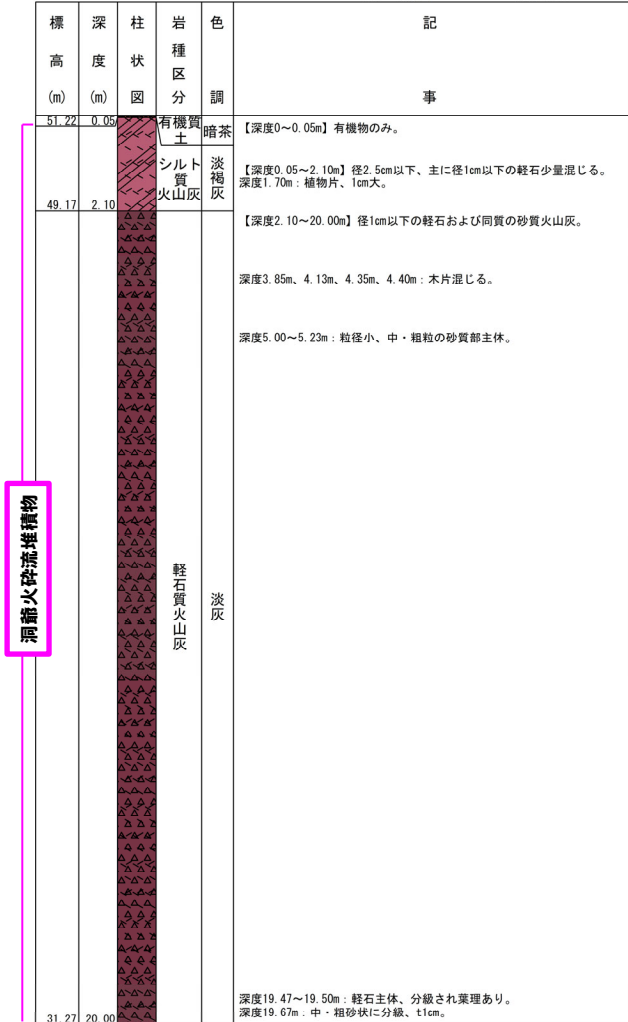 標高(m) 深度(m) 柱状図 岩種区分 色調 記事
51.22 0.05 有機質土 暗茶 【深度0～0.05m】有機物のみ。
49.17 2.10 シルト質火山灰 淡褐灰 【深度0.05～2.10m】径2.5cm以下、主に径1cm以下の軽石少量混じる。
深度1.70m：植物片、1cm大。
【深度2.10～20.00m】径1cm以下の軽石および同質の砂質火山灰。
深度3.85m、4.13m、4.35m、4.40m：木片混じる。
深度5.00～5.23m：粒径小、中・粗粒の砂質部主体。
洞爺火砕流堆積物
軽石質火山灰 淡灰
深度19.47～19.50m：軽石主体、分級され葉理あり。
31.27 20.00 深度19.67m．中・粗砂状に分級、t1cm。